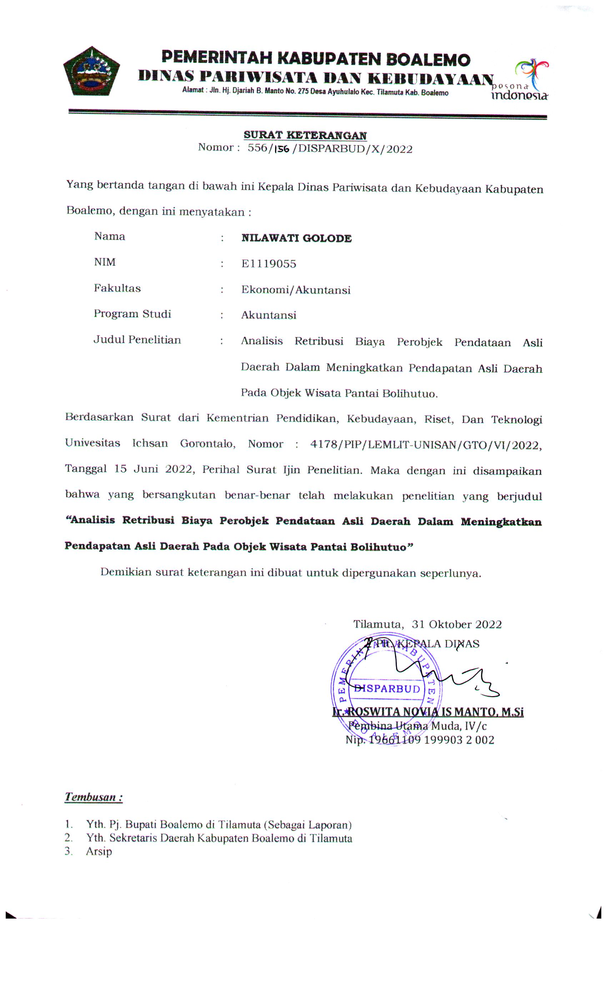 PEMERINTAH KABUPATEN BOALEMO
DINAS PARIWISATA DAN KEBUDAYAAN
Alamat : Jln. Hj. Djariah B. Manto No. 275 Desa Ayuhulalo Kec. Tilamuta Kab. Boalemo
pesona
indonesia
SURAT KETERANGAN
Nomor : 556/156/DISPARBUD/X/2022
Yang bertanda tangan di bawah ini Kepala Dinas Pariwisata dan Kebudayaan Kabupaten
Boalemo, dengan ini menyatakan :
Nama : NILAWATI GOLODE
NIM : E1119055
Fakultas : Ekonomi/Akuntansi
Program Studi : Akuntansi
Judul Penelitian : Analisis Retribusi Biaya Perobjek Pendataan Asli
Daerah Dalam Meningkatkan Pendapatan Asli Daerah
Pada Objek Wisata Pantai Bolihutuo.
Berdasarkan Surat dari Kementrian Pendidikan, Kebudayaan, Riset, Dan Teknologi
Univesitas Ichsan Gorontalo, Nomor : 4178/PIP/LEMLIT-UNISAN/GTO/VI/2022,
Tanggal 15 Juni 2022, Perihal Surat Ijin Penelitian. Maka dengan ini disampaikan
bahwa yang bersangkutan benar-benar telah melakukan penelitian yang berjudul
“Analisis Retribusi Biaya Perobjek Pendataan Asli Daerah Dalam Meningkatkan
Pendapatan Asli Daerah Pada Objek Wisata Pantai Bolihutuo”
Demikian surat keterangan ini dibuat untuk dipergunakan seperlunya.
Tilamuta, 31 Oktober 2022
Plt. KEPALA DINAS
PEMERINTAH KABUPATEN
DISPARBUD
BOALEMO
Ir. ROSWITA NOVIA IS MANTO, M.Si
Pembina Utama Muda, IV/c
Nip. 19661109 199903 2 002
Tembusan :
1. Yth. Pj. Bupati Boalemo di Tilamuta (Sebagai Laporan)
2. Yth. Sekretaris Daerah Kabupaten Boalemo di Tilamuta
3. Arsip